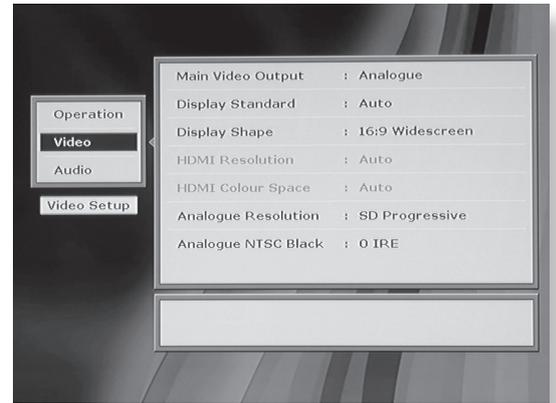 Operation
Video
Audio
Video Setup
Main Video Output : Analogue
Display Standard : Auto
Display Shape : 16:9 Widescreen
HDMI Resolution : Auto
HDMI Colour Space : Auto
Analogue Resolution : SD Progressive
Analogue NTSC Black : 0 IRE